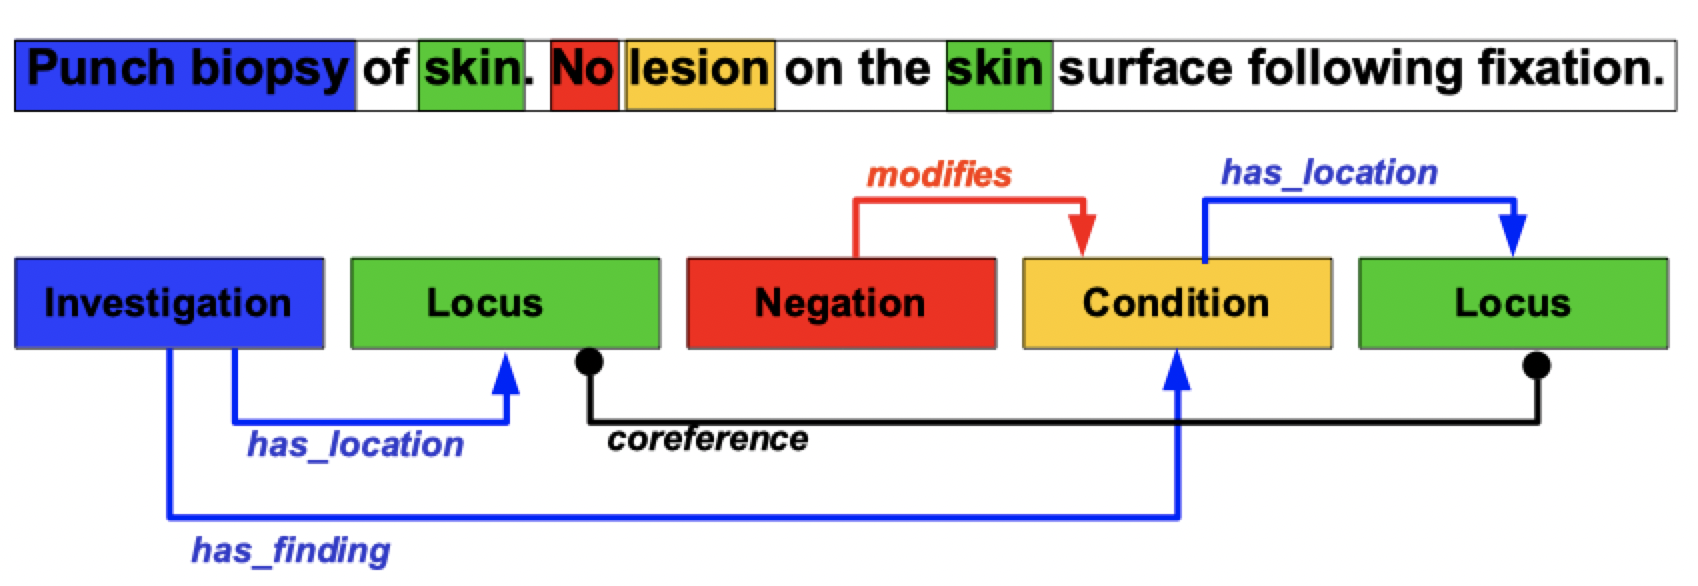 Punch biopsy of skin. No lesion on the skin surface following fixation.
modifies has_location
Investigation Locus Negation Condition Locus
has_location coreference
has_finding